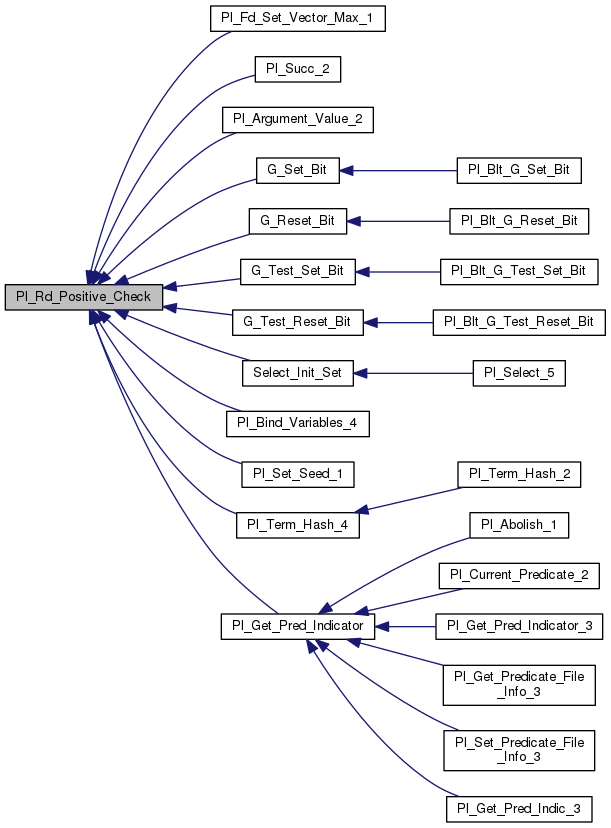 Pl_Fd_Set_Vector_Max_1
Pl_Succ_2
Pl_Argument_Value_2
G_Set_Bit
Pl_Blt_G_Set_Bit
G_Reset_Bit
Pl_Blt_G_Reset_Bit
G_Test_Set_Bit
Pl_Blt_G_Test_Set_Bit
Pl_Rd_Positive_Check
G_Test_Reset_Bit
Pl_Blt_G_Test_Reset_Bit
Select_Init_Set
Pl_Select_5
Pl_Bind_Variables_4
Pl_Set_Seed_1
Pl_Term_Hash_2
Pl_Term_Hash_4
Pl_Abolish_1
Pl_Current_Predicate_2
Pl_Get_Pred_Indicator
Pl_Get_Pred_Indicator_3
Pl_Get_Predicate_File
_Info_3
Pl_Set_Predicate_File
_Info_3
Pl_Get_Pred_Indic_3